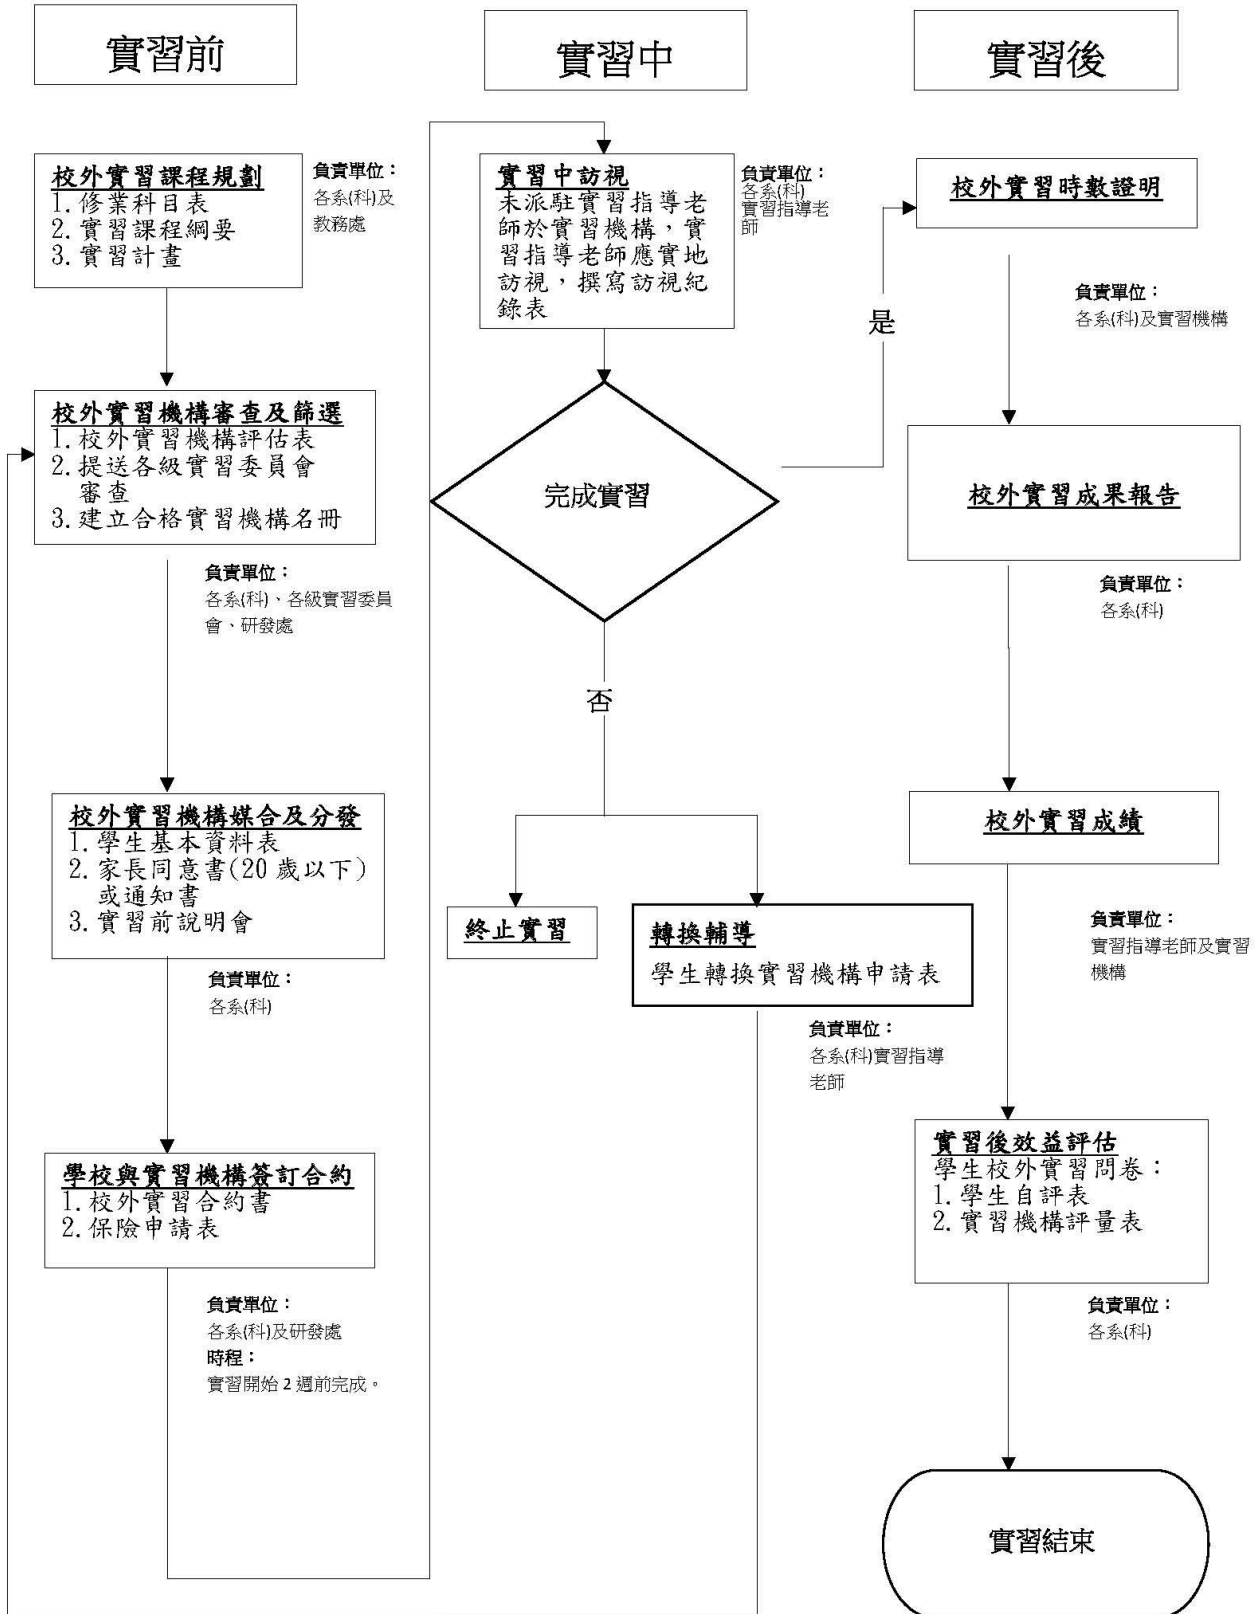 實習前
校外實習課程規劃
1.修業科目表
2.實習課程綱要
3.實習計畫
負責單位：
各系(科)及
教務處
校外實習機構審查及篩選
1.校外實習機構評估表
2.提送各級實習委員會
審查
3.建立合格實習機構名冊
負責單位：
各系(科)、各級實習委員
會、研發處
校外實習機構媒合及分發
1.學生基本資料表
2.家長同意書(20 歲以下)
或通知書
3.實習前說明會
負責單位：
各系(科)
學校與實習機構簽訂合約
1.校外實習合約書
2.保險申請表
負責單位：
各系(科)及研發處
時程：
實習開始 2 週前完成。
實習中
實習中訪視
未派駐實習指導老
師於實習機構，實
習指導老師應實地
訪視，撰寫訪視紀
錄表
負責單位：
各系(科)
實習指導老
師
完成實習
是
否
終止實習
轉換輔導
學生轉換實習機構申請表
負責單位：
各系(科)實習指導
老師
實習後
校外實習時數證明
負責單位：
各系(科)及實習機構
校外實習成果報告
負責單位：
各系(科)
校外實習成績
負責單位：
實習指導老師及實習
機構
實習後效益評估
學生校外實習問卷：
1.學生自評表
2.實習機構評量表
負責單位：
各系(科)
實習結束